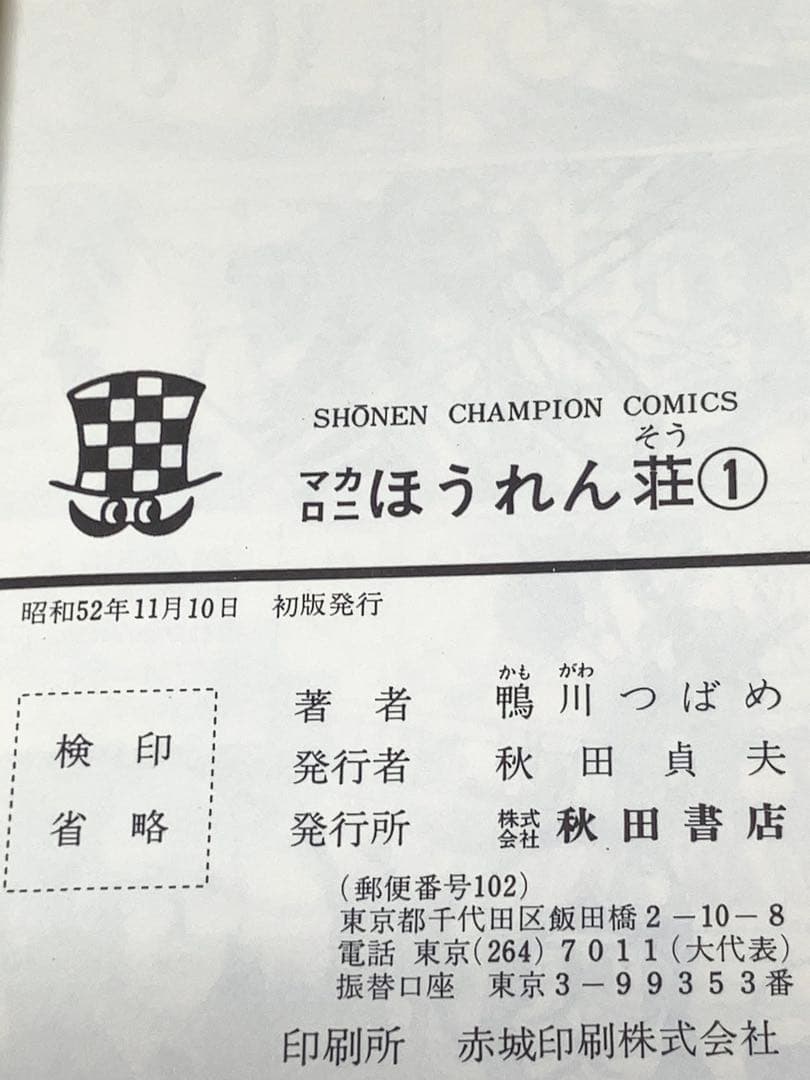 SHŌNEN CHAMPION COMICS
そう
マカロニほうれん荘①
昭和52年11月10日 初版発行
検印
省略
かも がわ
著者 鴨川つばめ
発行者 秋田貞夫
発行所 株式会社 秋田書店
(郵便番号102)
東京都千代田区飯田橋2-10-8
電話 東京(264)7011(大代表)
振替口座 東京3-99353番
印刷所 赤城印刷株式会社